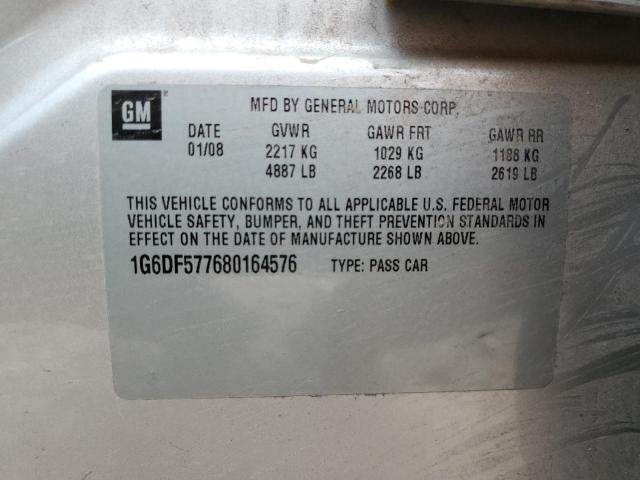 GM
MFD BY GENERAL MOTORS CORP.
DATE GVWR GAWR FRT GAWR RR
01/08 2217 KG 1029 KG 1188 KG
4887 LB 2268 LB 2619 LB
THIS VEHICLE CONFORMS TO ALL APPLICABLE U.S. FEDERAL MOTOR
VEHICLE SAFETY, BUMPER, AND THEFT PREVENTION STANDARDS IN
EFFECT ON THE DATE OF MANUFACTURE SHOWN ABOVE.
1G6DF577680164576 TYPE: PASS CAR